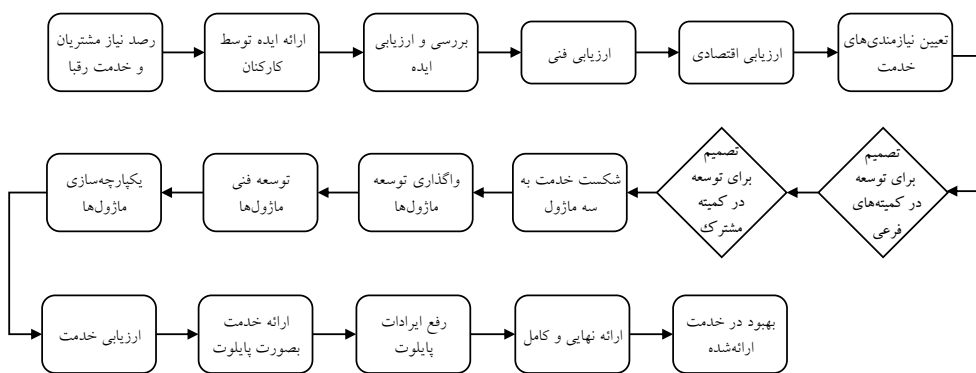 رصد نیاز مشتریان
و خدمت رقبا
ارائه ایده توسط
کارکنان
بررسی و ارزیابی
ایده
ارزیابی فنی
ارزیابی اقتصادی
تعیین نیازمندی‌های
خدمت
تصمیم
برای توسعه
در کمیته‌های
فرعی
تصمیم
برای توسعه
در کمیته
مشترک
شکست خدمت به
سه ماژول
واگذاری توسعه
ماژول‌ها
توسعه فنی
ماژول‌ها
یکپارچه‌سازی
ماژول‌ها
ارزیابی خدمت
ارائه خدمت
بصورت پایلوت
رفع ایرادات
پایلوت
ارائه نهایی و کامل
بهبود در خدمت
ارائه‌شده